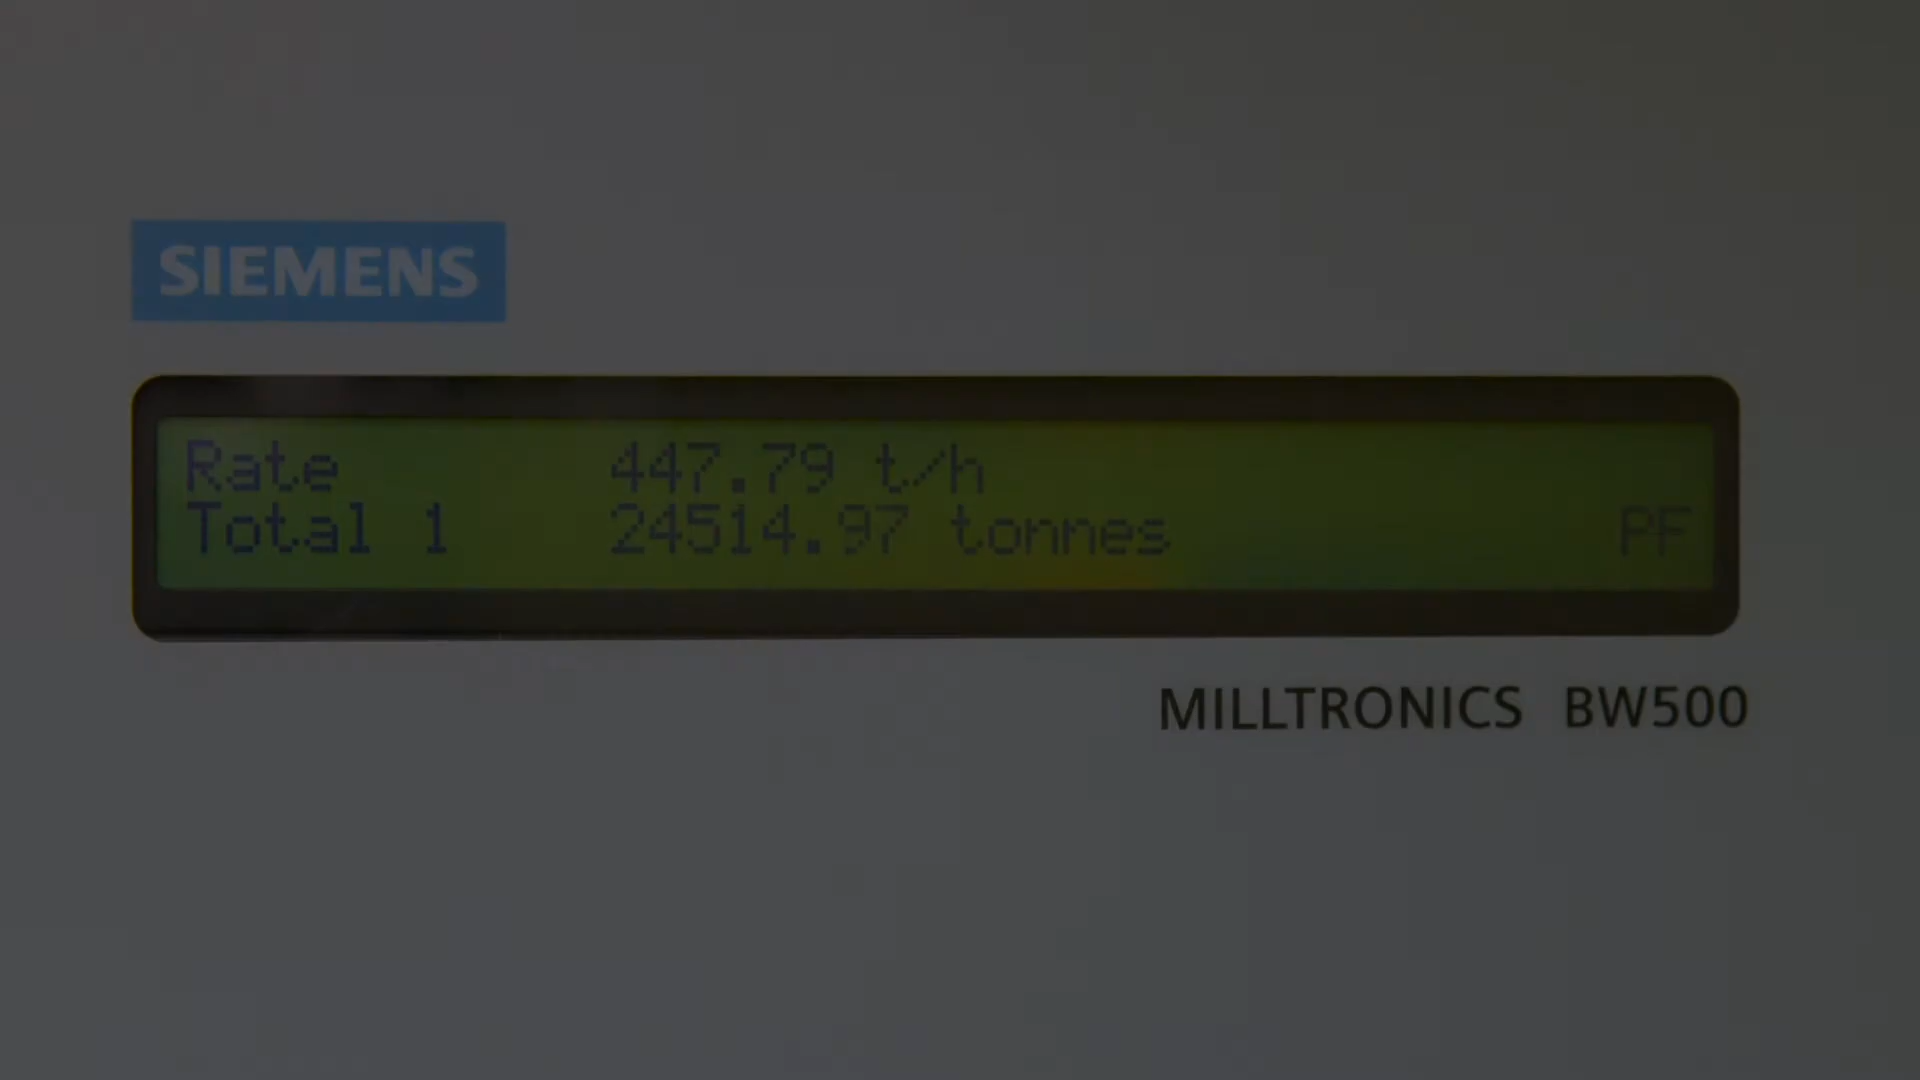 SIEMENS
Rate 447.79 t/h
Total 1 24514.97 tonnes PF
MILLTRONICS BW500